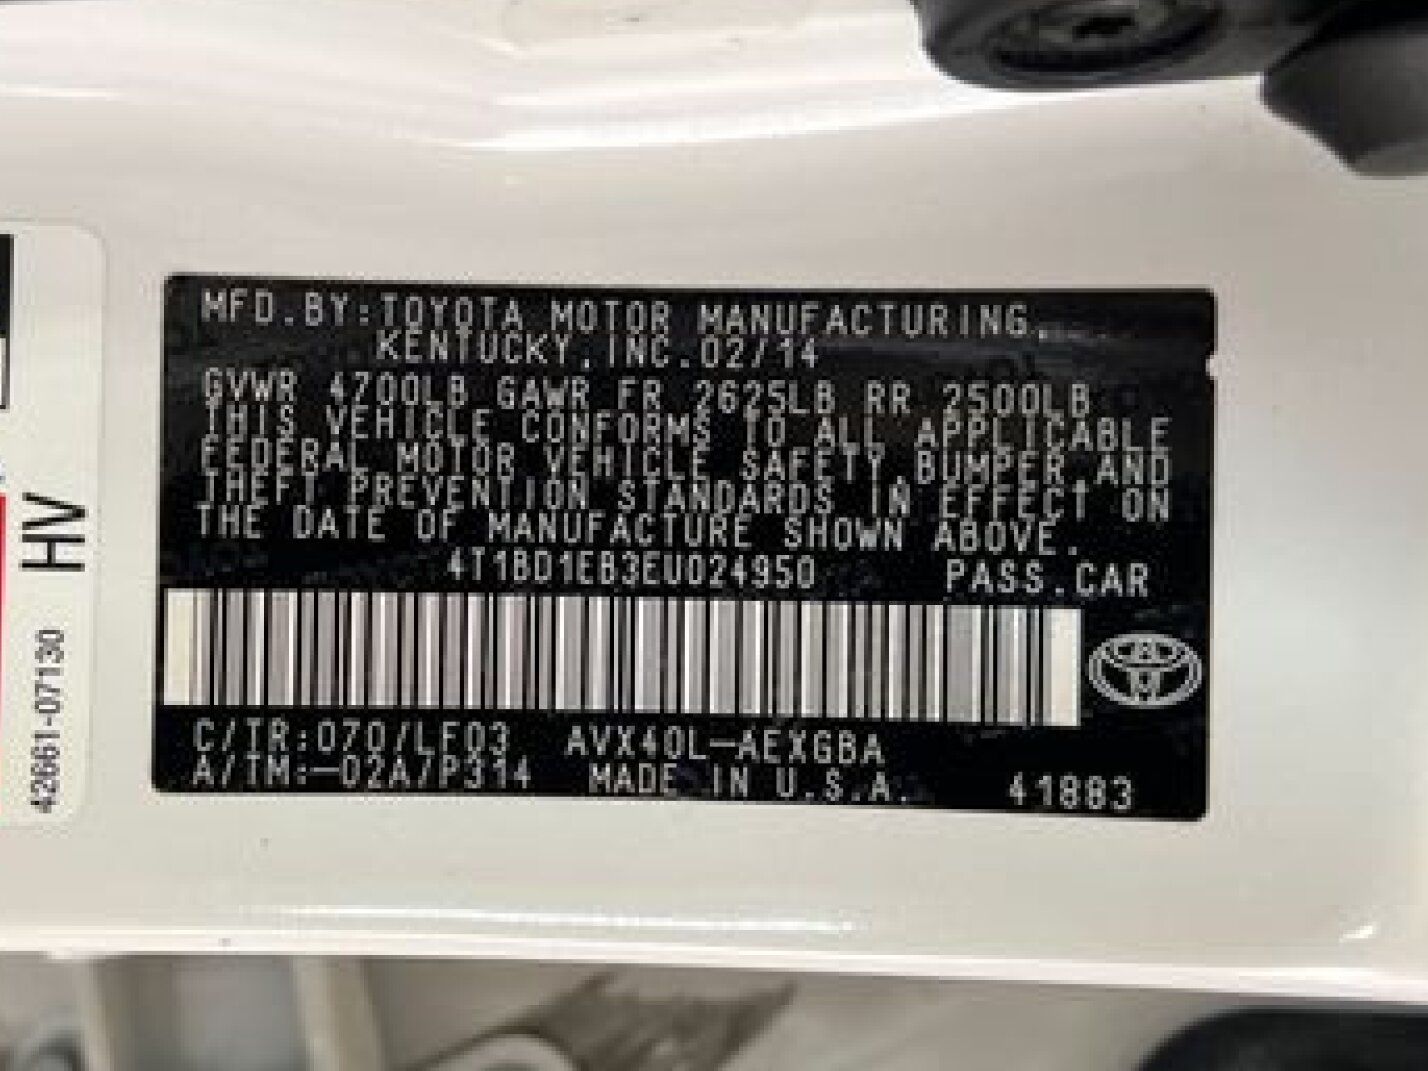 MFD.BY:TOYOTA MOTOR MANUFACTURING,
KENTUCKY,INC.02/14
GVWR 4700LB GAWR FR 2625LB RR 2500LB
THIS VEHICLE CONFORMS TO ALL APPLICABLE
FEDERAL MOTOR VEHICLE SAFETY,BUMPER,AND
THEFT PREVENTION STANDARDS IN EFFECT ON
THE DATE OF MANUFACTURE SHOWN ABOVE.
4T1BD1EB3EU024950 PASS.CAR
C/TR:070/LF03 AVX40L-AEXGBA
A/TM:-02A/P314 MADE IN U.S.A. 41883
HV
42661-07130